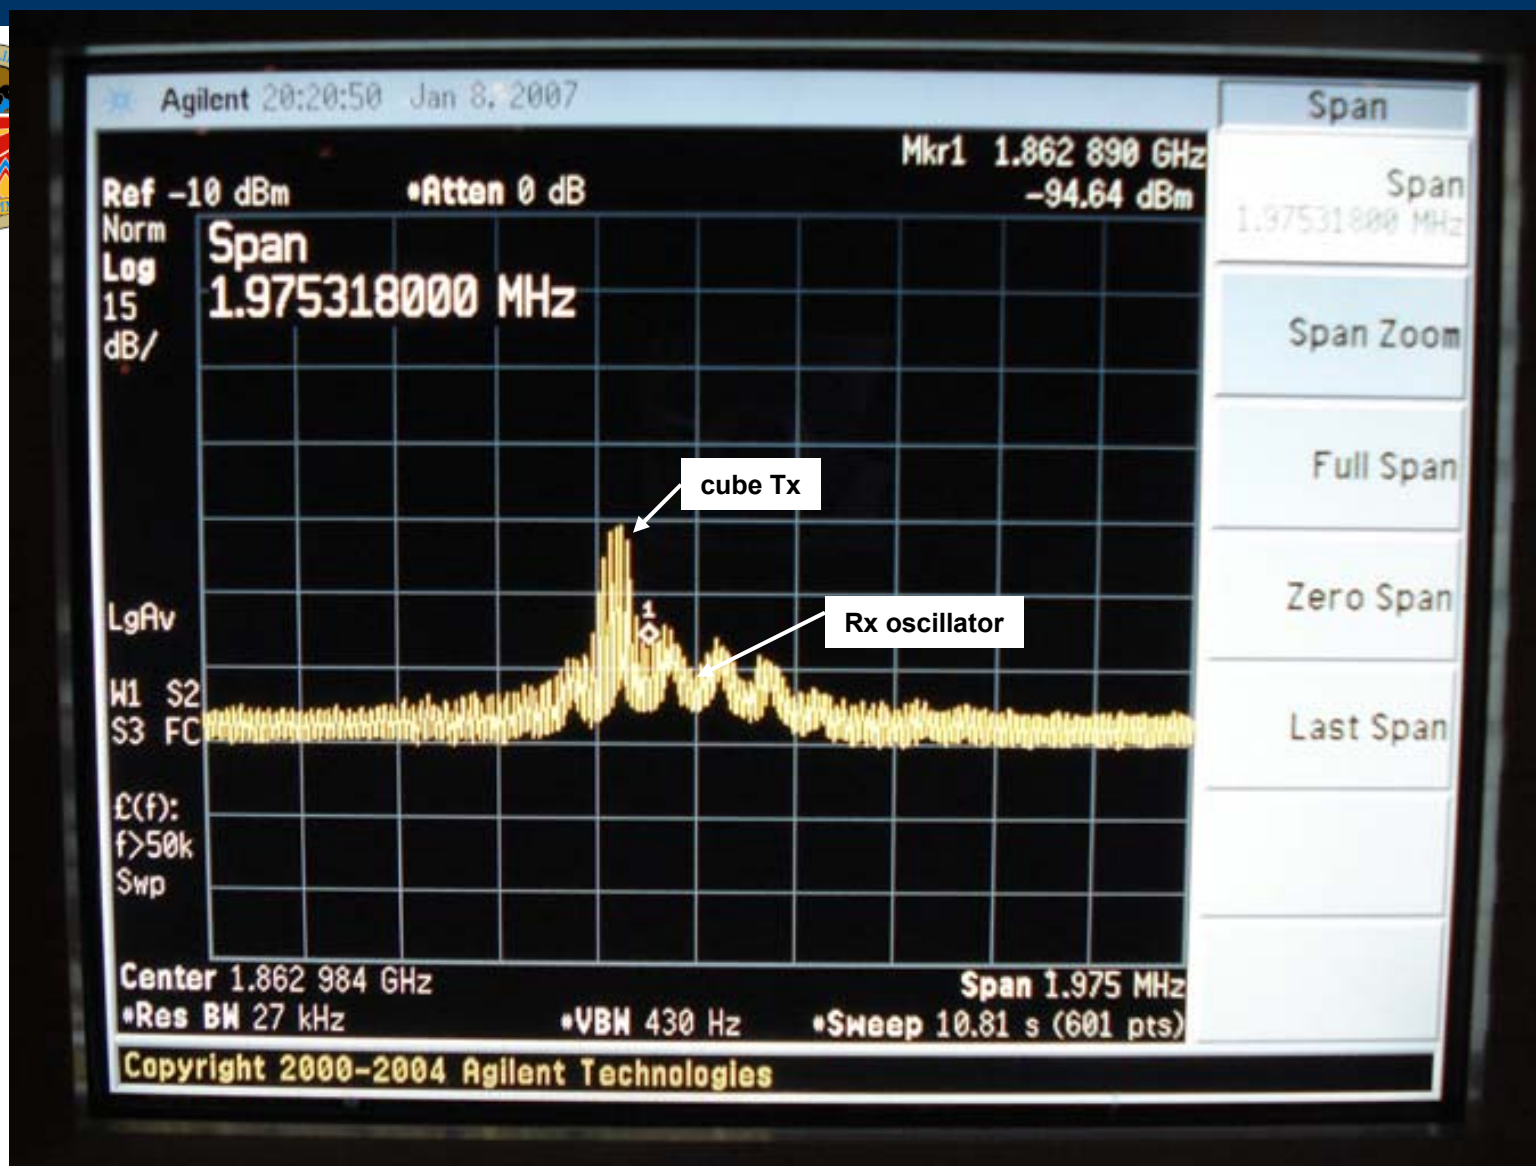 Agilent 20:20:50 Jan 8, 2007
Span
Mkr1 1.862 890 GHz
Ref -10 dBm *Atten 0 dB -94.64 dBm
Span
1.97531800 MHz
Norm
Log
15
dB/
Span
1.975318000 MHz
Span Zoom
Full Span
cube Tx
Zero Span
1
Rx oscillator
LgAv
W1 S2
S3 FC
Last Span
£(f):
f>50k
Swp
Center 1.862 984 GHz Span 1.975 MHz
*Res BW 27 kHz *VBW 430 Hz *Sweep 10.81 s (601 pts)
Copyright 2000-2004 Agilent Technologies